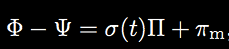 Φ − Ψ = σ(t)Π + π_m,